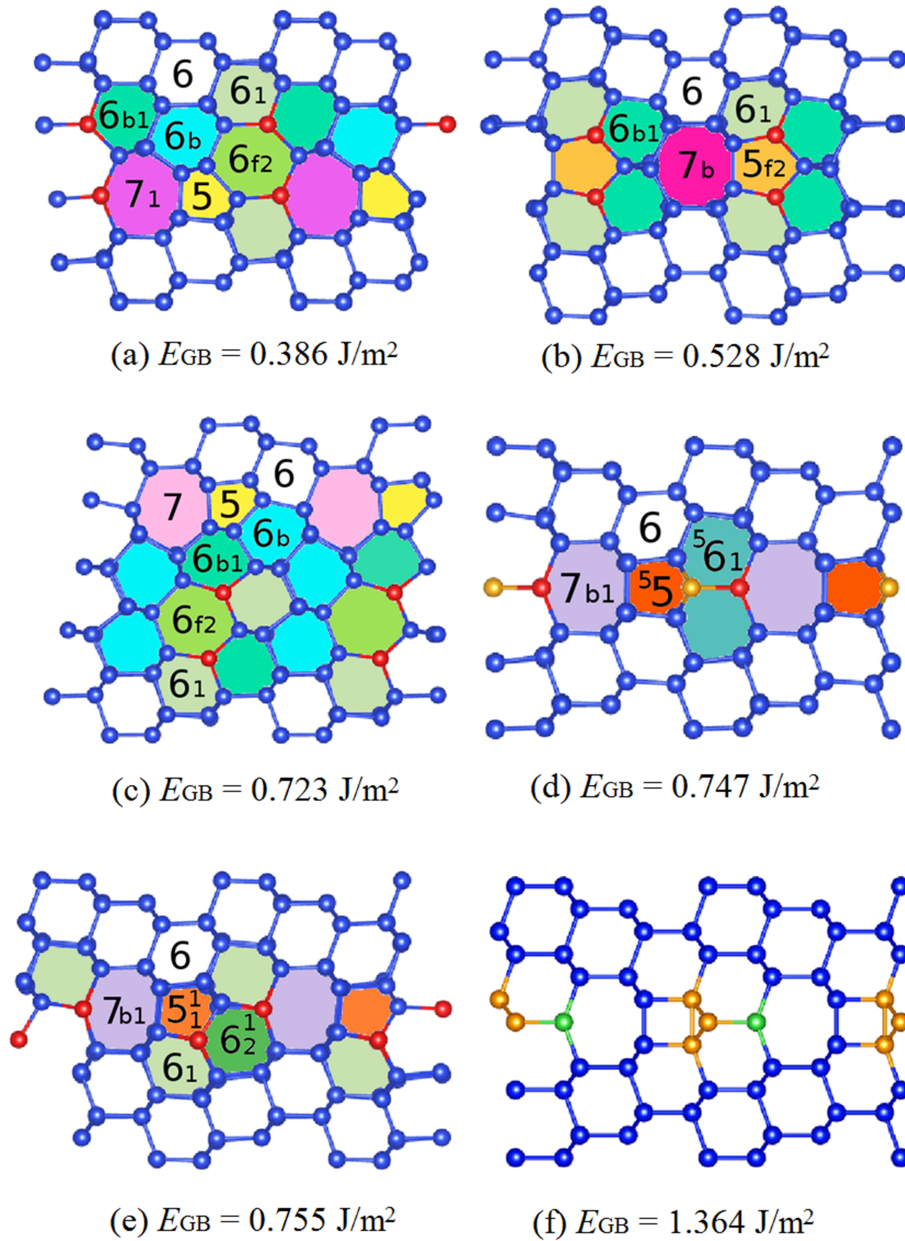 6 6₁
6b1 6b
6f2
7₁ 5
(a) EGB = 0.386 J/m²
6 6₁
6b1
7b 5f2
(b) EGB = 0.528 J/m²
6
7 5
6b
6b1
6f2
6₁
(c) EGB = 0.723 J/m²
6 ⁵6₁
7b1 ⁵5
(d) EGB = 0.747 J/m²
6
7b1 5₁¹
6₂¹
6₁
(e) EGB = 0.755 J/m²
(f) EGB = 1.364 J/m²